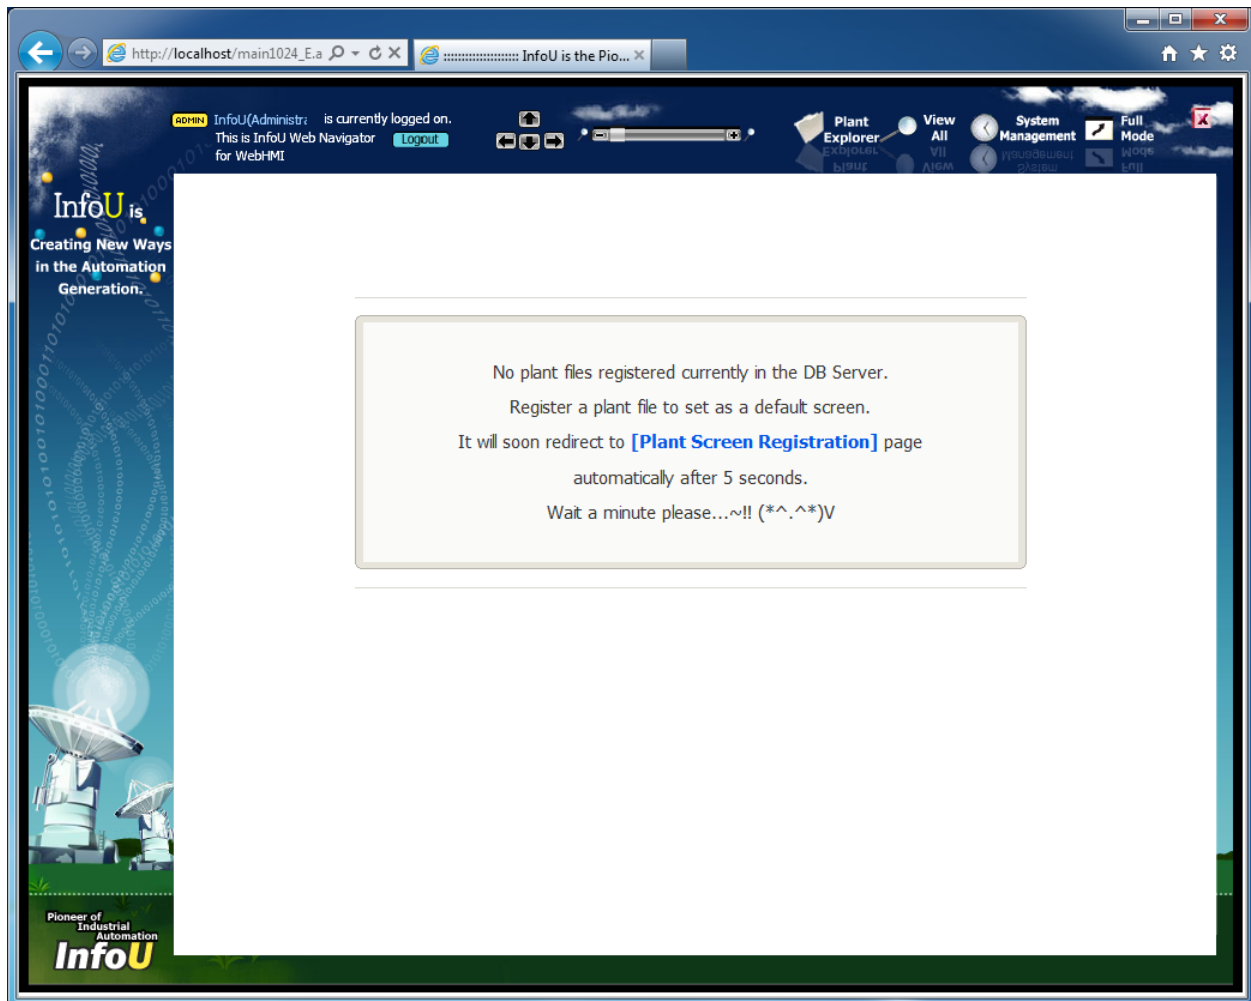 http://localhost/main1024_E.a
:::::::::::::::::::::: InfoU is the Pio...
ADMIN InfoU(Administra is currently logged on.
This is InfoU Web Navigator Logout
for WebHMI
Plant
Explorer
View
All
System
Management
Full
Mode
InfoU is
Creating New Ways
in the Automation
Generation.
No plant files registered currently in the DB Server.
Register a plant file to set as a default screen.
It will soon redirect to [Plant Screen Registration] page
automatically after 5 seconds.
Wait a minute please...~!! (*^.^*)V
Pioneer of
Industrial
Automation
InfoU